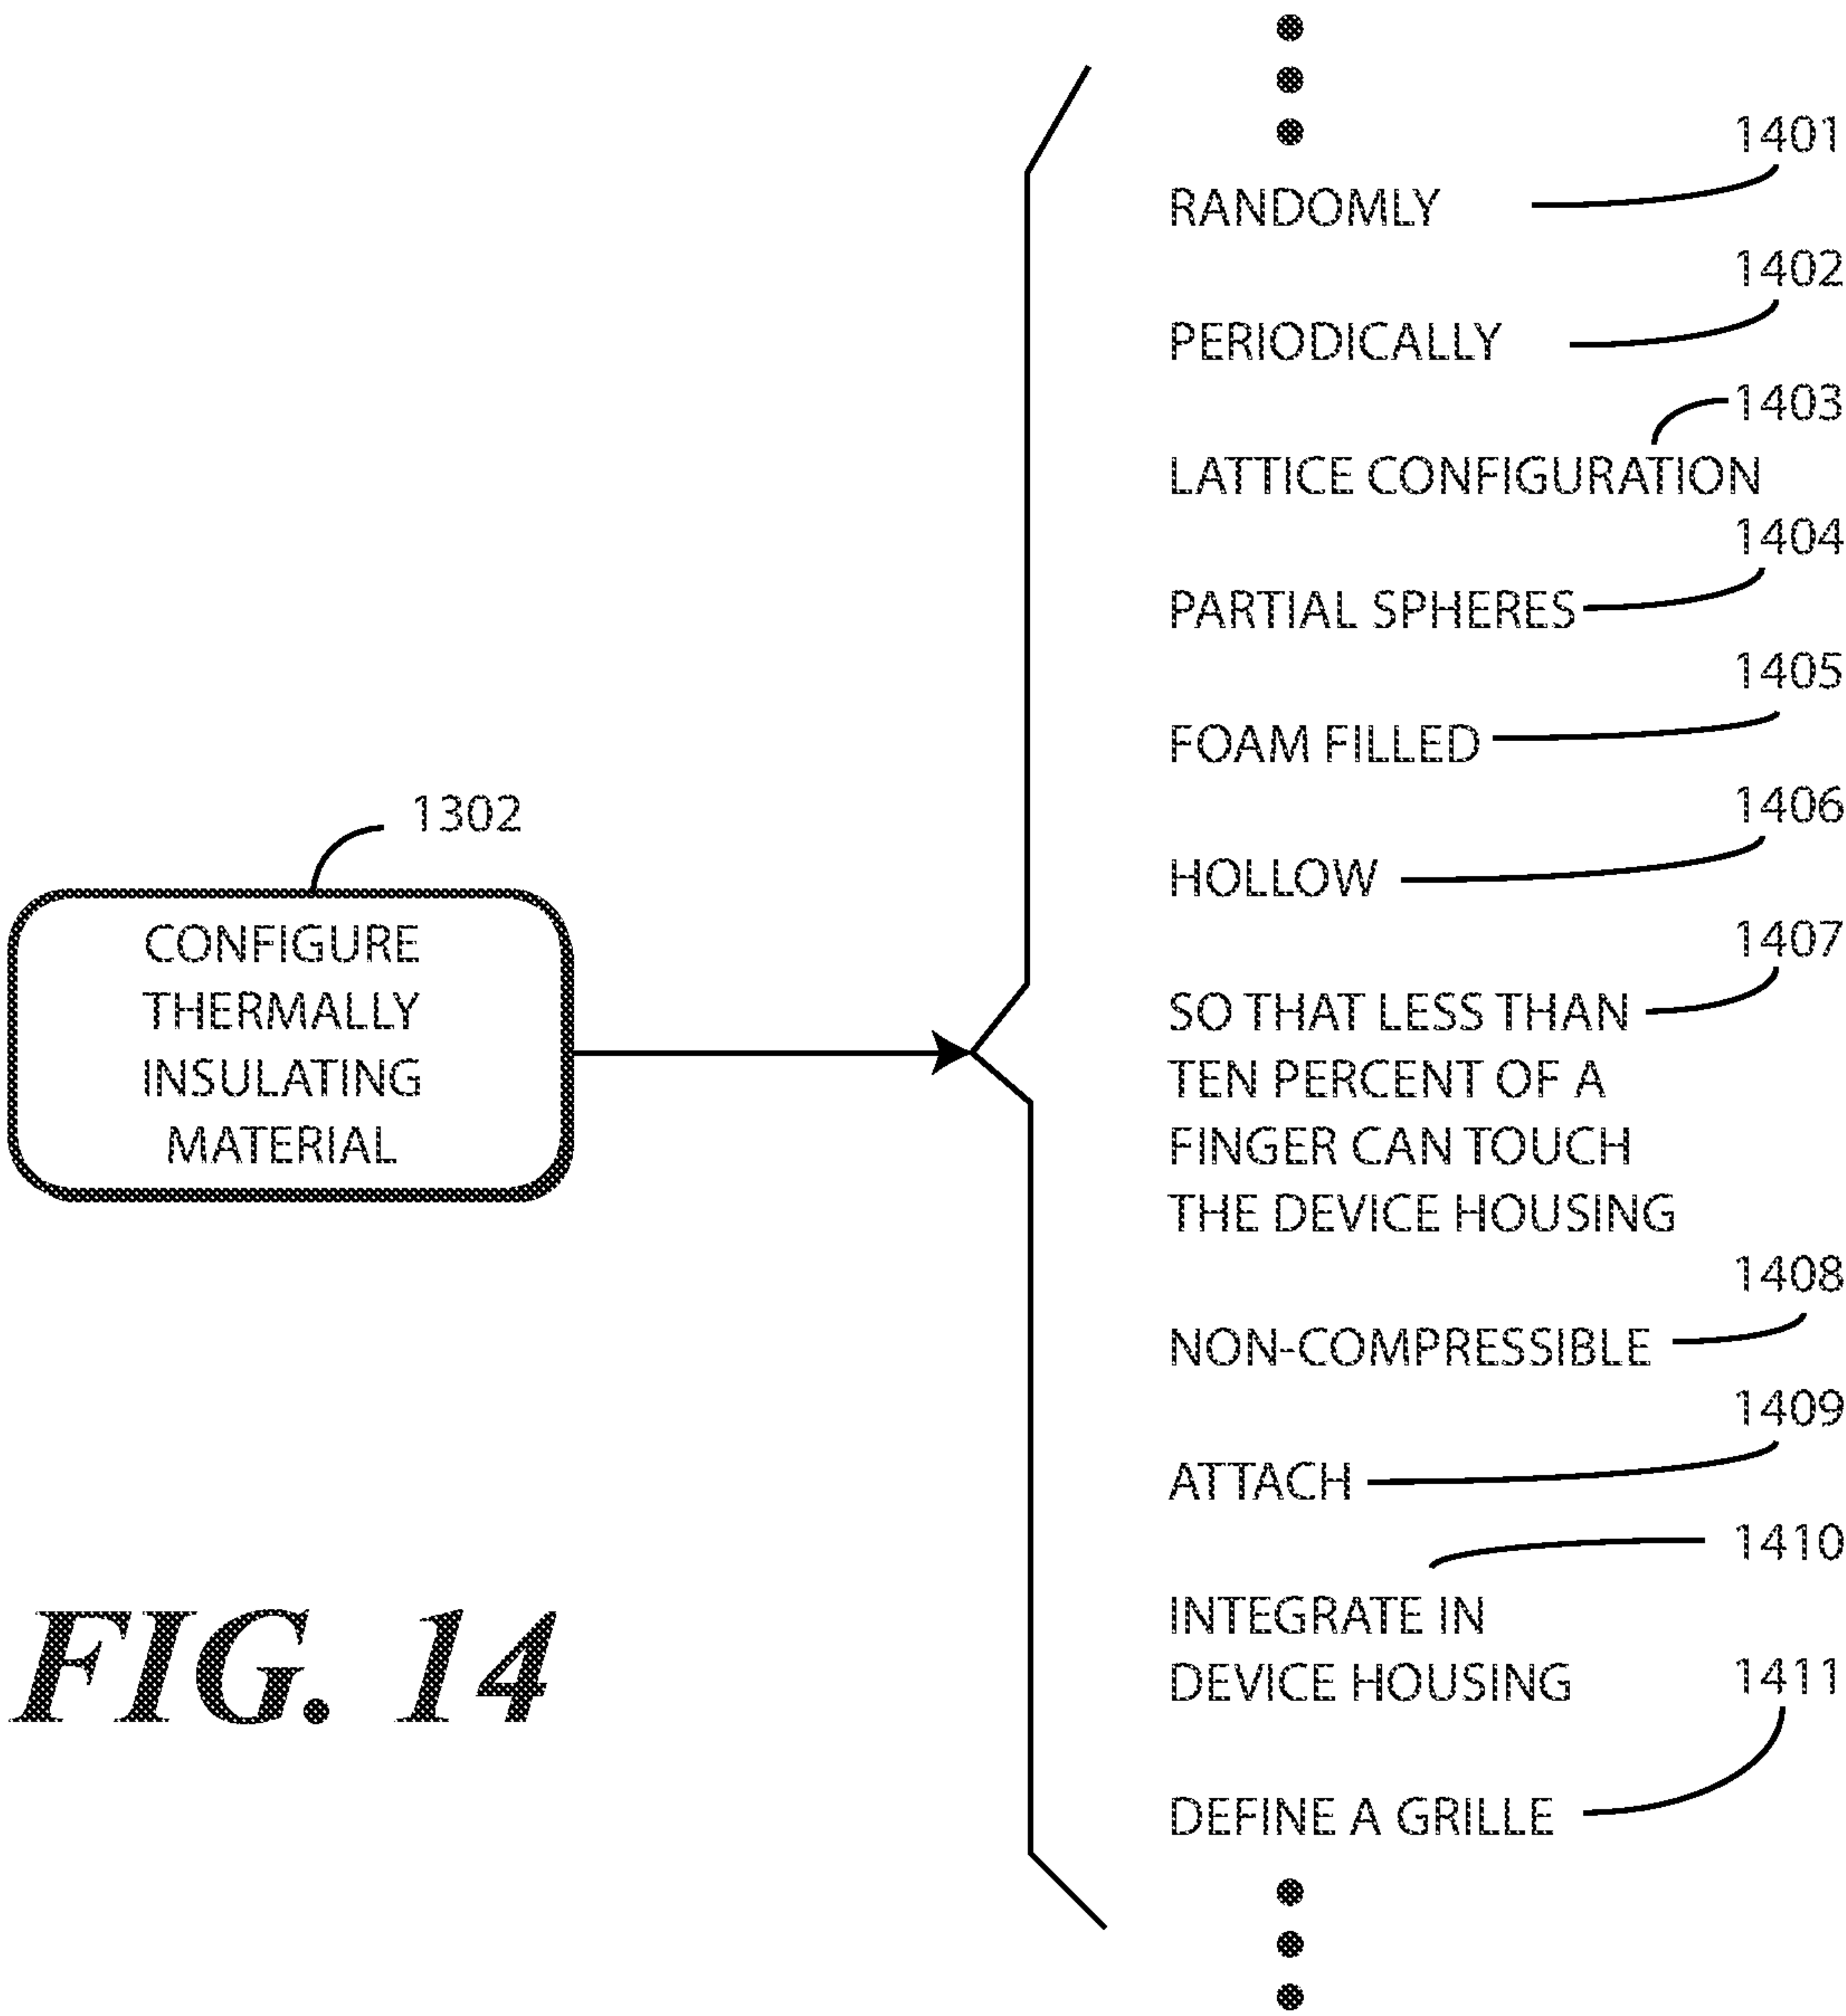 1401
RANDOMLY
1402
PERIODICALLY
1403
LATTICE CONFIGURATION
1404
PARTIAL SPHERES
1405
FOAM FILLED
1406
HOLLOW
1407
SO THAT LESS THAN
TEN PERCENT OF A
FINGER CAN TOUCH
THE DEVICE HOUSING
1408
NON-COMPRESSIBLE
1409
ATTACH
1410
INTEGRATE IN
DEVICE HOUSING
1411
DEFINE A GRILLE
1302
CONFIGURE
THERMALLY
INSULATING
MATERIAL
FIG. 14